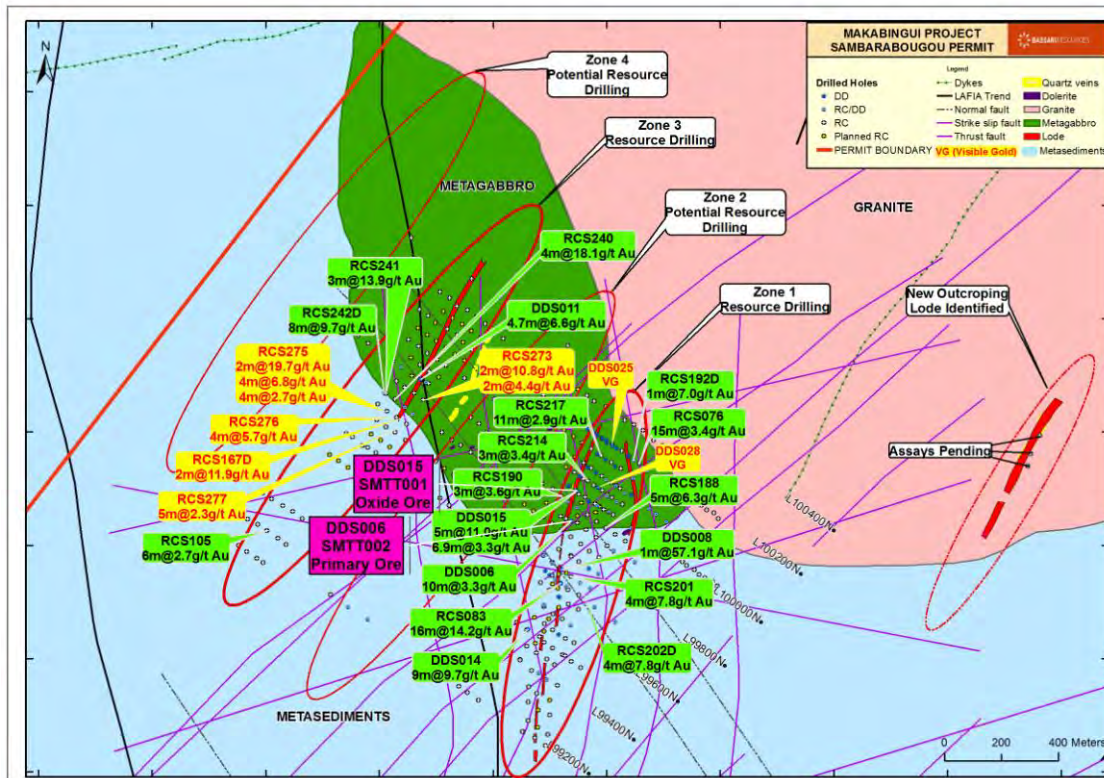 MAKABINGUI PROJECT
SAMBARABOUGOU PERMIT
BASSARI RESOURCES
Legend
Drilled Holes
DD
RC/DD
RC
Planned RC
PERMIT BOUNDARY
Dykes
LAFIA Trend
Normal fault
Strike slip fault
Thrust fault
VG (Visible Gold)
Quartz veins
Dolerite
Granite
Metagabbro
Lode
Metasediments
N
Zone 4
Potential Resource
Drilling
Zone 3
Resource Drilling
METAGABBRO
Zone 2
Potential Resource
Drilling
GRANITE
RCS240
4m@18.1g/t Au
RCS241
3m@13.9g/t Au
Zone 1
Resource Drilling
New Outcroping
Lode Identified
RCS242D
8m@9.7g/t Au
DDS011
4.7m@6.6g/t Au
RCS275
2m@19.7g/t Au
4m@6.8g/t Au
4m@2.7g/t Au
RCS273
2m@10.8g/t Au
2m@4.4g/t Au
DDS025
VG
RCS192D
1m@7.0g/t Au
RCS217
11m@2.9g/t Au
RCS076
15m@3.4g/t Au
RCS276
4m@5.7g/t Au
RCS214
3m@3.4g/t Au
DDS028
VG
Assays Pending
RCS167D
2m@11.9g/t Au
DDS015
SMTT001
Oxide Ore
RCS190
3m@3.6g/t Au
RCS188
5m@6.3g/t Au
RCS277
5m@2.3g/t Au
L100400N
DDS006
SMTT002
Primary Ore
DDS015
5m@11.0g/t Au
6.9m@3.3g/t Au
RCS105
6m@2.7g/t Au
DDS008
1m@57.1g/t Au
L100200N
DDS006
10m@3.3g/t Au
RCS201
4m@7.8g/t Au
L100000N
RCS083
16m@14.2g/t Au
RCS202D
4m@7.8g/t Au
L99800N
DDS014
9m@9.7g/t Au
L99600N
METASEDIMENTS
L99400N
L99200N
0 200 400 Meters